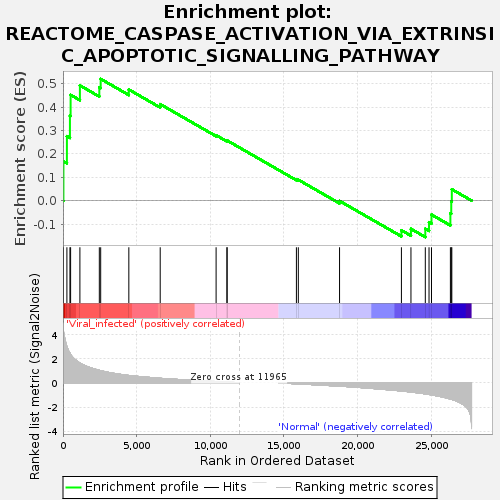 Enrichment plot:
REACTOME_CASPASE_ACTIVATION_VIA_EXTRINSI
C_APOPTOTIC_SIGNALLING_PATHWAY
Enrichment score (ES)
0.5
0.4
0.3
0.2
0.1
0.0
-0.1
'Viral_infected' (positively correlated)
Ranked list metric (Signal2Noise)
4
2
0
-2
-4
Zero cross at 11965
'Normal' (negatively correlated)
0 5,000 10,000 15,000 20,000 25,000
Rank in Ordered Dataset
Enrichment profile Hits Ranking metric scores